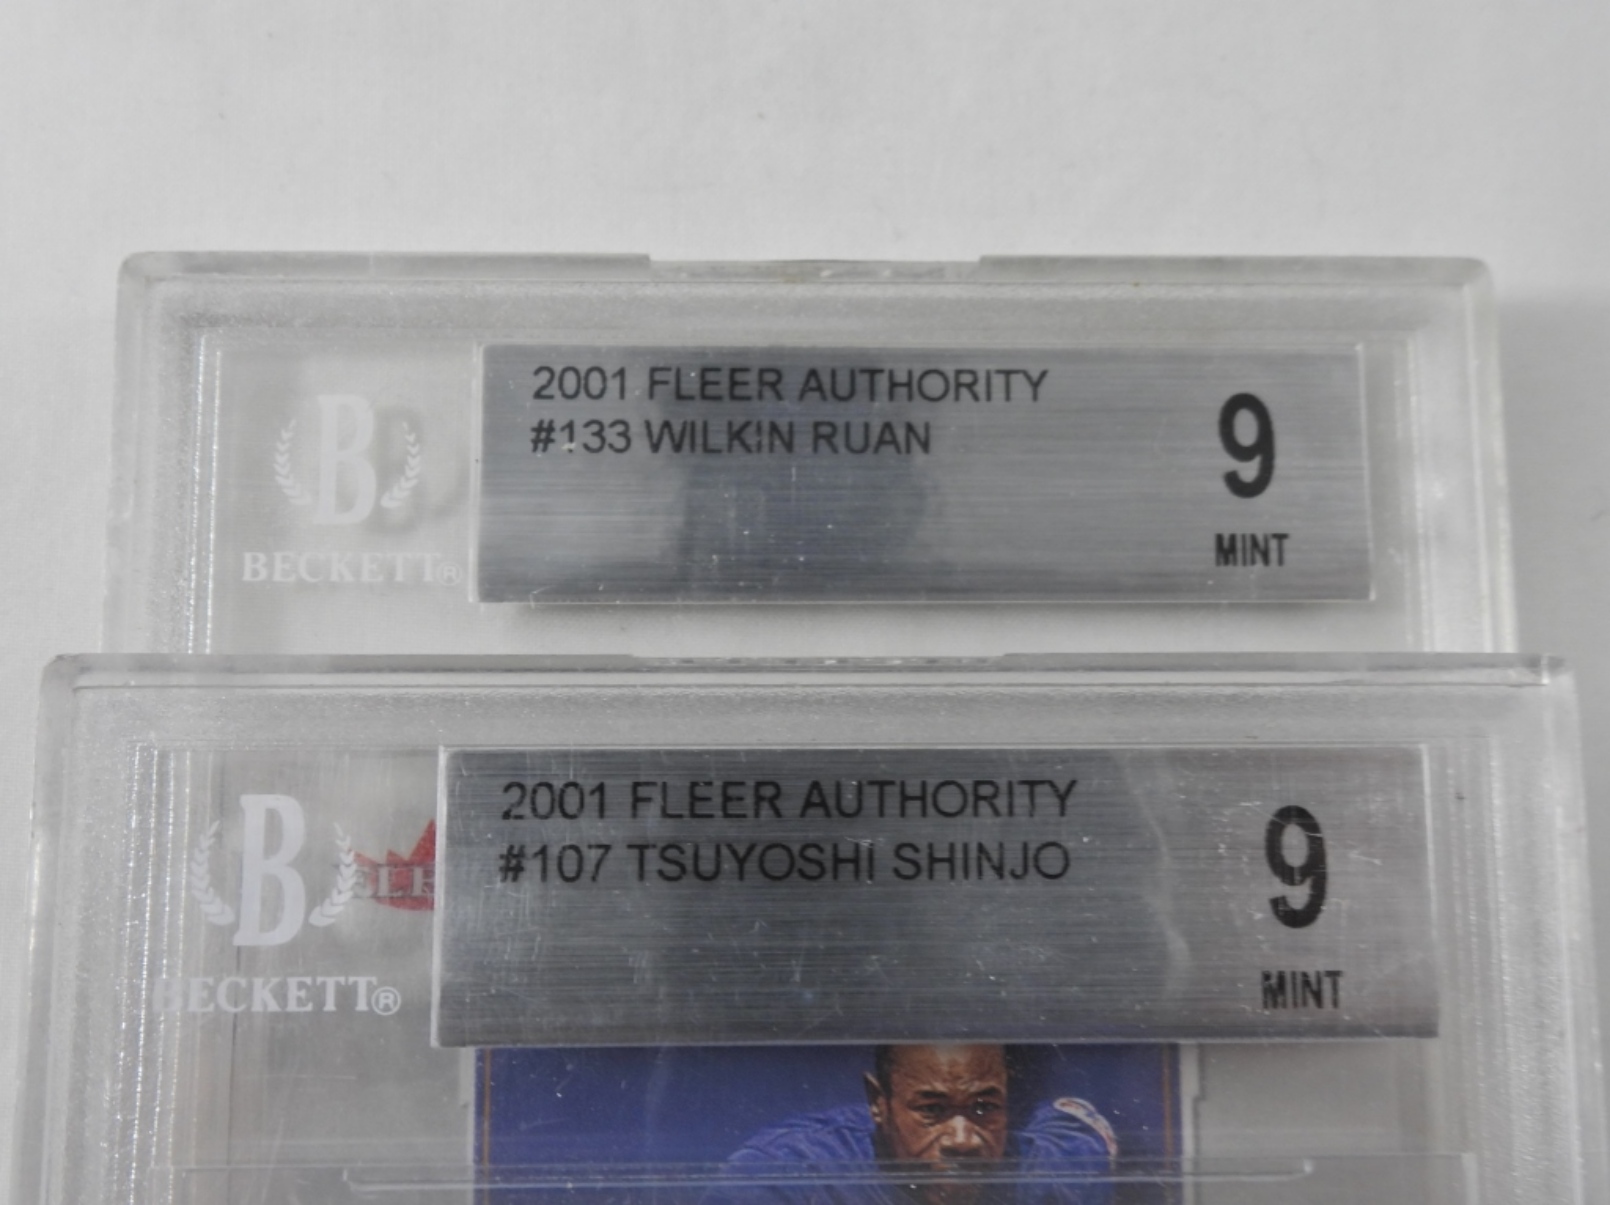 2001 FLEER AUTHORITY
#133 WILKIN RUAN
9
MINT
B
BECKETT®
2001 FLEER AUTHORITY
#107 TSUYOSHI SHINJO
9
MINT
B
BECKETT®